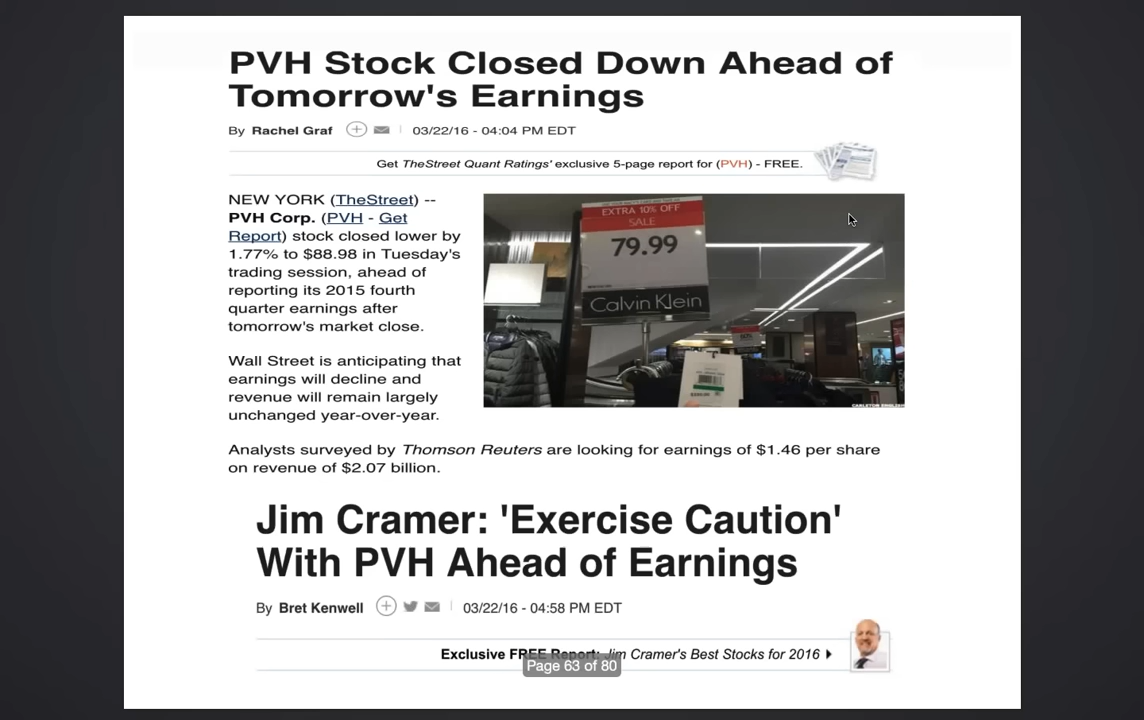 PVH Stock Closed Down Ahead of
Tomorrow's Earnings
By Rachel Graf 03/22/16 - 04:04 PM EDT
Get TheStreet Quant Ratings' exclusive 5-page report for (PVH) - FREE.
NEW YORK (TheStreet) --
PVH Corp. (PVH - Get
Report) stock closed lower by
1.77% to $88.98 in Tuesday's
trading session, ahead of
reporting its 2015 fourth
quarter earnings after
tomorrow's market close.
EXTRA 10% OFF
SALE
79.99
Calvin Klein
CARLETON ENGLISH
Wall Street is anticipating that
earnings will decline and
revenue will remain largely
unchanged year-over-year.
Analysts surveyed by Thomson Reuters are looking for earnings of $1.46 per share
on revenue of $2.07 billion.
Jim Cramer: 'Exercise Caution'
With PVH Ahead of Earnings
By Bret Kenwell 03/22/16 - 04:58 PM EDT
Exclusive FREE Report: Jim Cramer's Best Stocks for 2016
Page 63 of 80